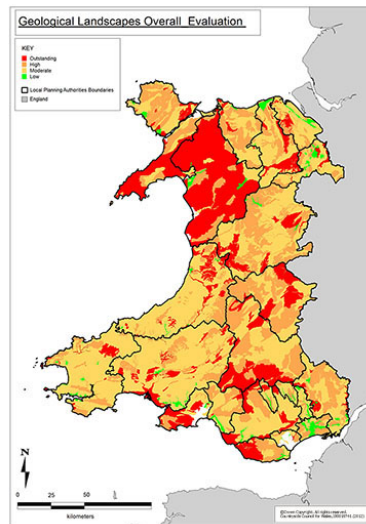 Geological Landscapes Overall Evaluation
KEY
Outstanding
High
Moderate
Low
Local Planning Authorities Boundaries
England
N
0
25
50
kilometers